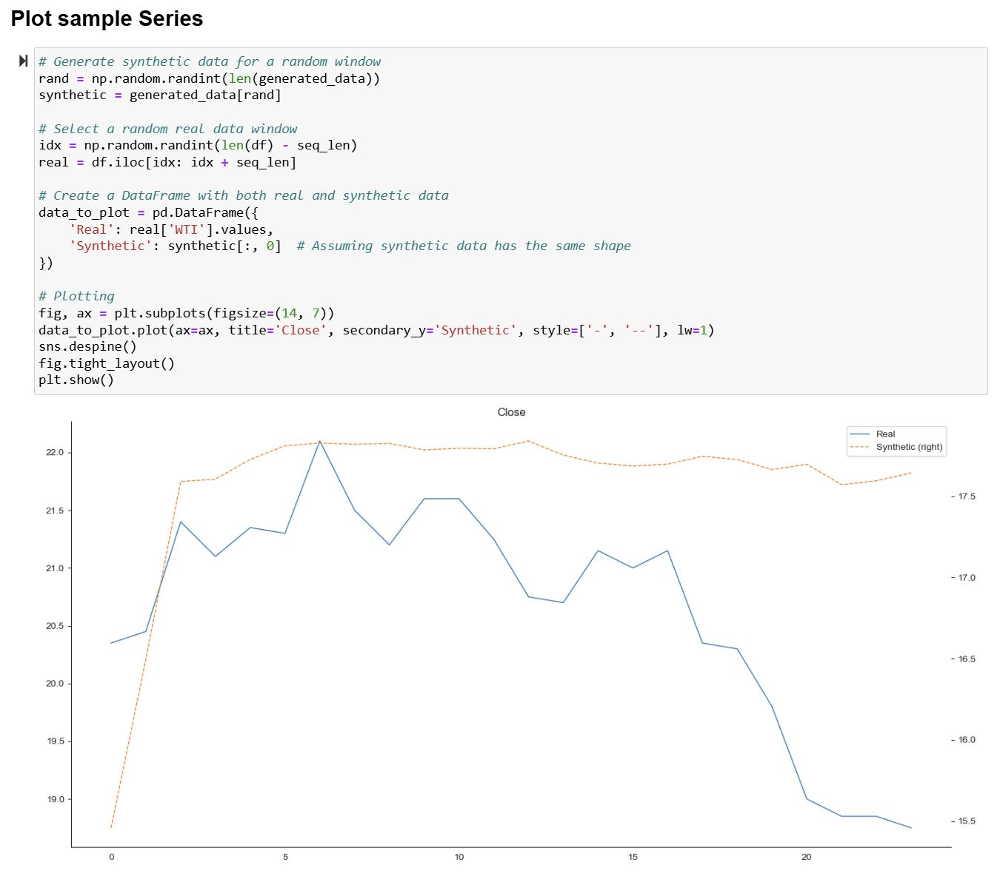 Plot sample Series
# Generate synthetic data for a random window
rand = np.random.randint(len(generated_data))
synthetic = generated_data[rand]
# Select a random real data window
idx = np.random.randint(len(df) - seq_len)
real = df.iloc[idx: idx + seq_len]
# Create a DataFrame with both real and synthetic data
data_to_plot = pd.DataFrame({
    'Real': real['WTI'].values,
    'Synthetic': synthetic[:, 0]  # Assuming synthetic data has the same shape
})
# Plotting
fig, ax = plt.subplots(figsize=(14, 7))
data_to_plot.plot(ax=ax, title='Close', secondary_y='Synthetic', style=['-', '--'], lw=1)
sns.despine()
fig.tight_layout()
plt.show()
Close
Real
Synthetic (right)
22.0
21.5
21.0
20.5
20.0
19.5
19.0
17.5
17.0
16.5
16.0
15.5
0 5 10 15 20